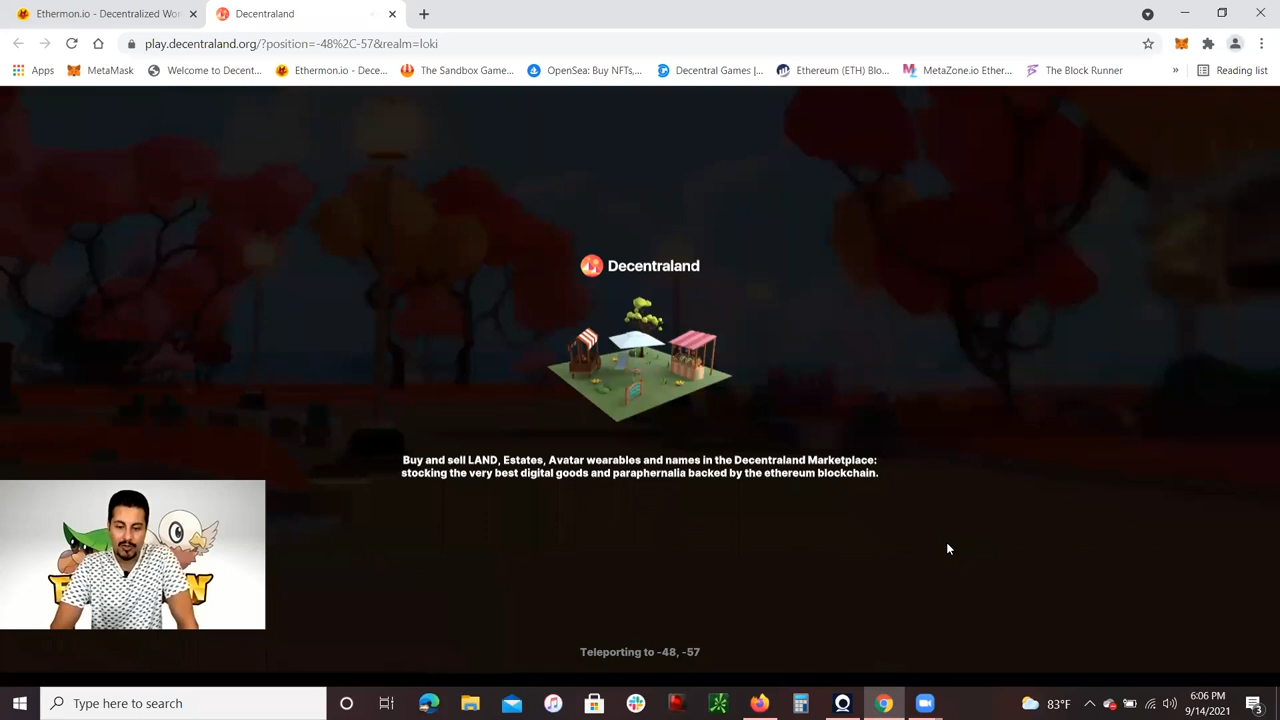 Ethermon.io - Decentralized Wor
Decentraland
play.decentraland.org/?position=-48%2C-57&realm=loki
Apps
MetaMask
Welcome to Decent...
Ethermon.io - Dece...
The Sandbox Game...
OpenSea: Buy NFTs,...
Decentral Games |...
Ethereum (ETH) Blo...
MetaZone.io Ether...
The Block Runner
»
Reading list
Decentraland
Buy and sell LAND, Estates, Avatar wearables and names in the Decentraland Marketplace:
stocking the very best digital goods and paraphernalia backed by the ethereum blockchain.
Teleporting to -48, -57
Type here to search
83°F
6:06 PM
9/14/2021
3